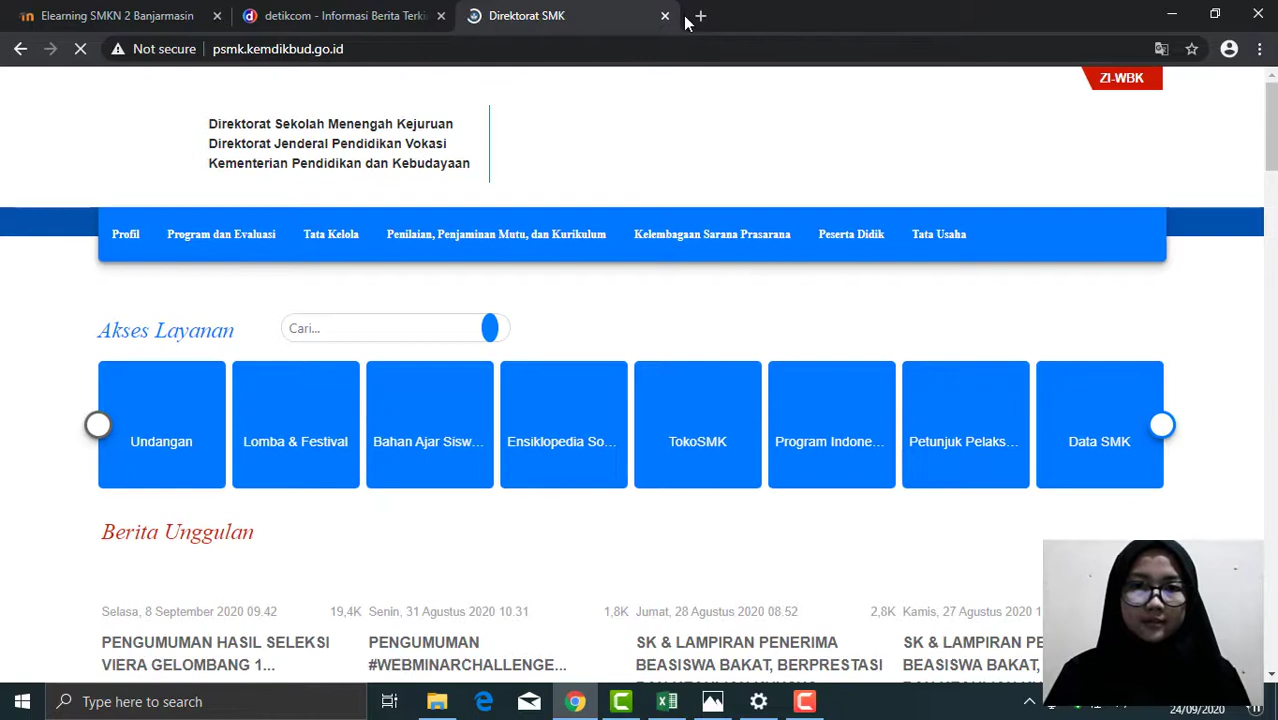 Elearning SMKN 2 Banjarmasin
detikcom - Informasi Berita Terki
Direktorat SMK
Not secure
psmk.kemdikbud.go.id
ZI-WBK
Direktorat Sekolah Menengah Kejuruan
Direktorat Jenderal Pendidikan Vokasi
Kementerian Pendidikan dan Kebudayaan
Profil Program dan Evaluasi Tata Kelola Penilaian, Penjaminan Mutu, dan Kurikulum Kelembagaan Sarana Prasarana Peserta Didik Tata Usaha
Akses Layanan
Cari...
Undangan Lomba & Festival Bahan Ajar Sisw... Ensiklopedia So... TokoSMK Program Indone... Petunjuk Pelaks... Data SMK
Berita Unggulan
Selasa, 8 September 2020 09.42 19,4K
PENGUMUMAN HASIL SELEKSI
VIERA GELOMBANG 1...
Senin, 31 Agustus 2020 10.31 1,8K
PENGUMUMAN
#WEBMINARCHALLENGE...
Jumat, 28 Agustus 2020 08.52 2,8K
SK & LAMPIRAN PENERIMA
BEASISWA BAKAT, BERPRESTASI
Kamis, 27 Agustus 2020 1
SK & LAMPIRAN
BEASISWA BAKAT,
Type here to search
24/09/2020